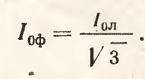 I₀ф = I₀л / √3 .